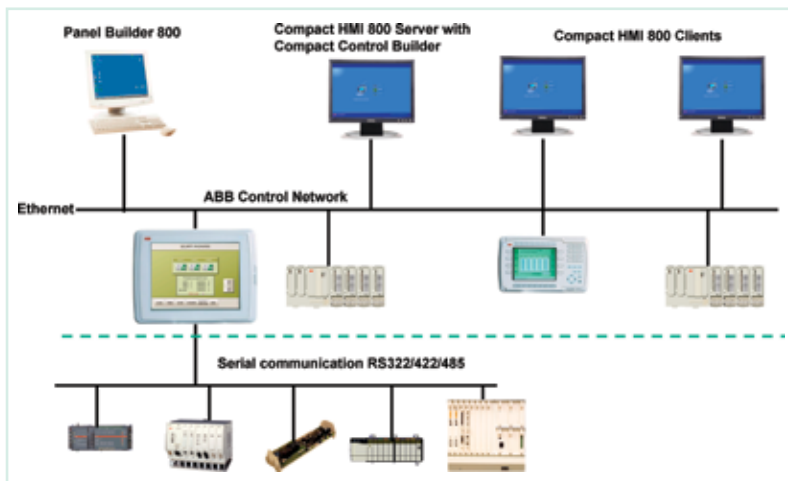 Panel Builder 800
Compact HMI 800 Server with
Compact Control Builder
Compact HMI 800 Clients
ABB Control Network
Ethernet
Serial communication RS322/422/485